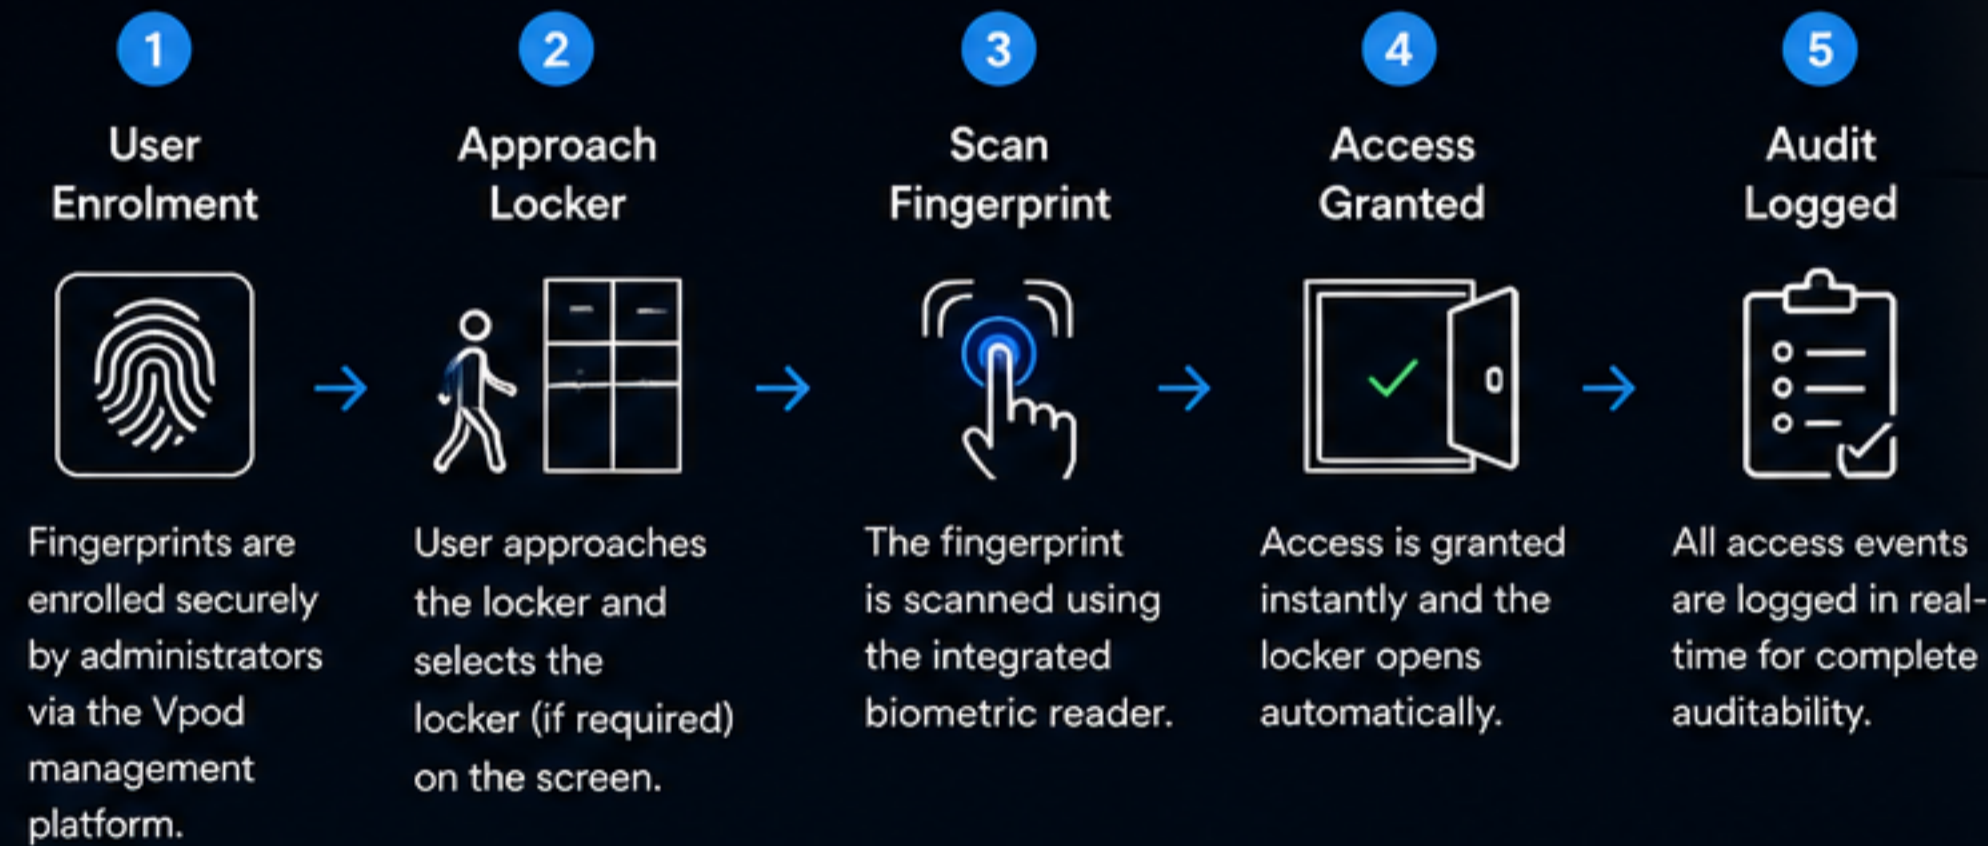 1
User
Enrolment
Fingerprints are
enrolled securely
by administrators
via the Vpod
management
platform.
2
Approach
Locker
User approaches
the locker and
selects the
locker (if required)
on the screen.
3
Scan
Fingerprint
The fingerprint
is scanned using
the integrated
biometric reader.
4
Access
Granted
Access is granted
instantly and the
locker opens
automatically.
5
Audit
Logged
All access events
are logged in real-
time for complete
auditability.